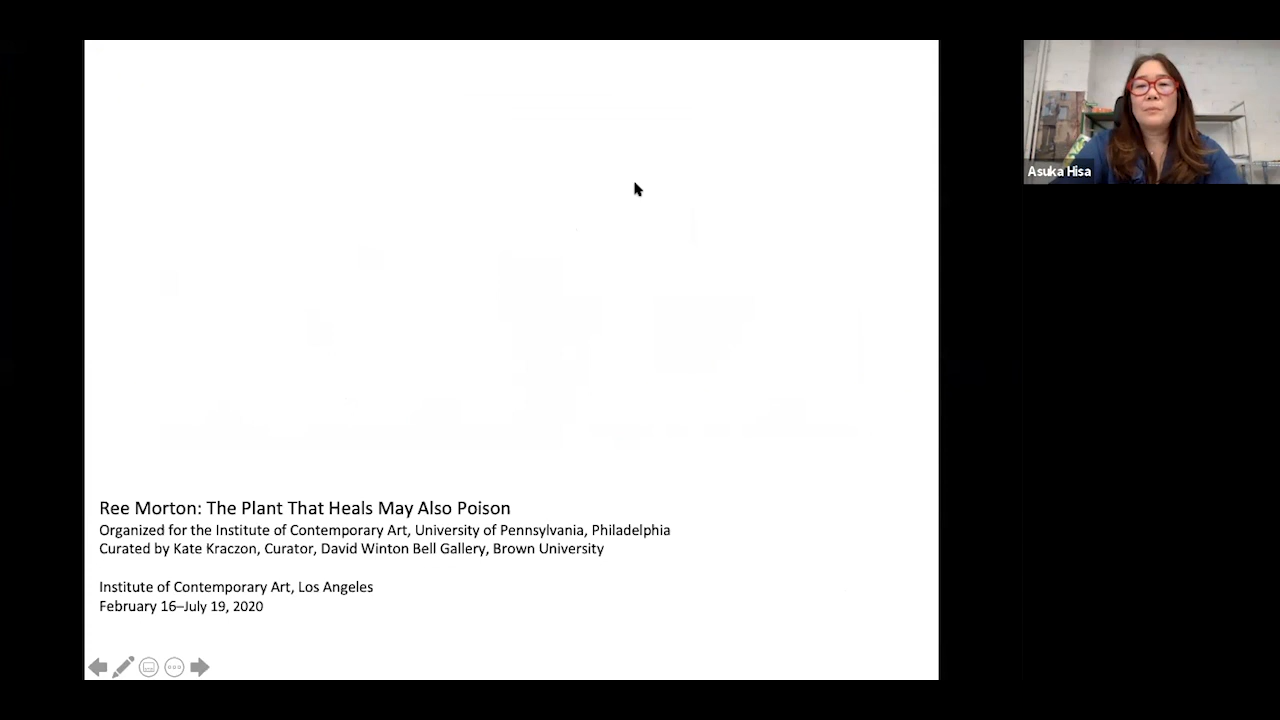 Asuka Hisa
Ree Morton: The Plant That Heals May Also Poison
Organized for the Institute of Contemporary Art, University of Pennsylvania, Philadelphia
Curated by Kate Kraczon, Curator, David Winton Bell Gallery, Brown University
Institute of Contemporary Art, Los Angeles
February 16–July 19, 2020